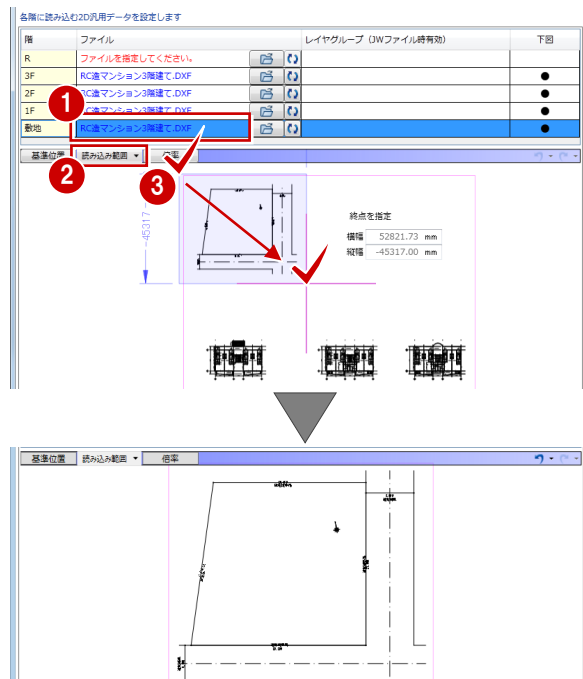 各階に読み込む2D汎用データを設定します
階 ファイル レイヤグループ（JWファイル時有効） 下図
R ファイルを指定してください。
3F RC造マンション3階建て.DXF ●
2F RC造マンション3階建て.DXF ●
1F RC造マンション3階建て.DXF ●
敷地 RC造マンション3階建て.DXF ●
1
基準位置 読み込み範囲 ▼ 倍率
2
3
-45317
終点を指定
横幅 52821.73 mm
縦幅 -45317.00 mm
基準位置 読み込み範囲 ▼ 倍率